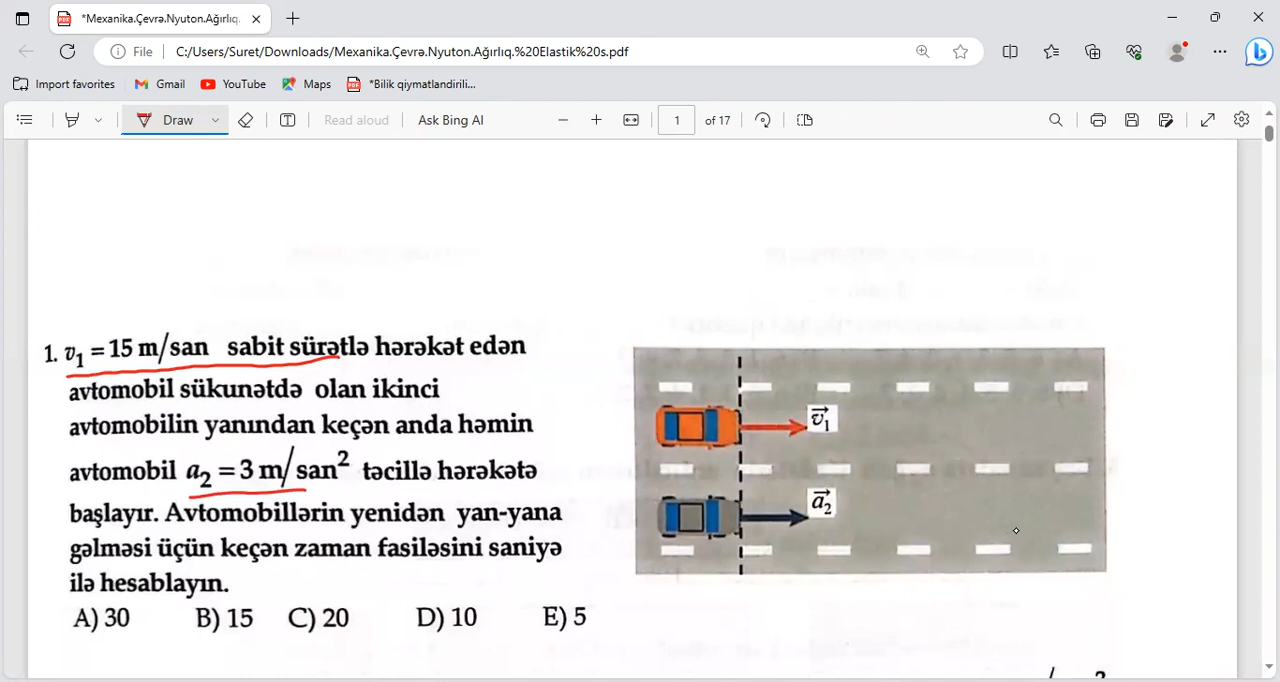 *Mexanika.Çevrə.Nyuton.Ağırlıq.
File
C:/Users/Suret/Downloads/Mexanika.Çevrə.Nyuton.Ağırlıq.%20Elastik%20s.pdf
Import favorites
Gmail
YouTube
Maps
*Bilik qiymatlandirili...
Draw
Read aloud
Ask Bing AI
1
of 17
1. v₁ = 15 m/san sabit sürətlə hərəkət edən
avtomobil sükunətdə olan ikinci
avtomobilin yanından keçən anda həmin
avtomobil a₂ = 3 m/san² təcillə hərəkətə
başlayır. Avtomobillərin yenidən yan-yana
gəlməsi üçün keçən zaman fasiləsini saniyə
ilə hesablayın.
A) 30 B) 15 C) 20 D) 10 E) 5
v⃗₁
a⃗₂